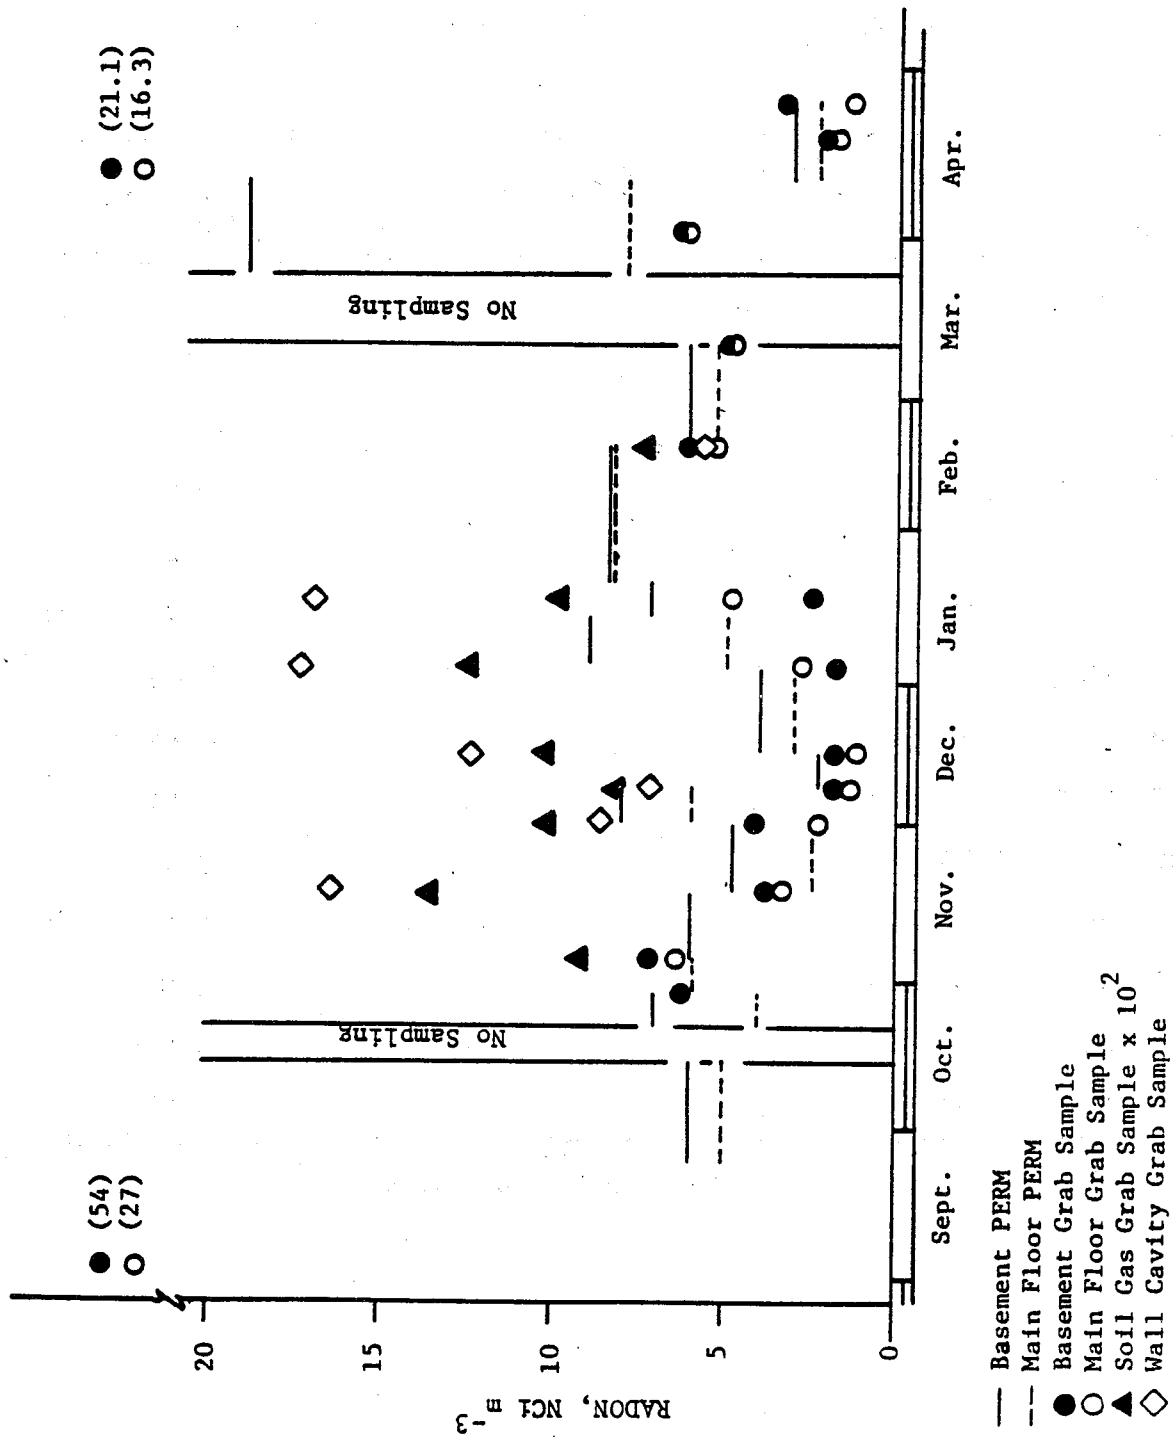 (54)
(27)
(21.1)
(16.3)
20
15
10
5
0
RADON, NCi m-3
No Sampling
No Sampling
Sept.
Oct.
Nov.
Dec.
Jan.
Feb.
Mar.
Apr.
Basement PERM
Main Floor PERM
Basement Grab Sample
Main Floor Grab Sample
Soil Gas Grab Sample x 10²
Wall Cavity Grab Sample